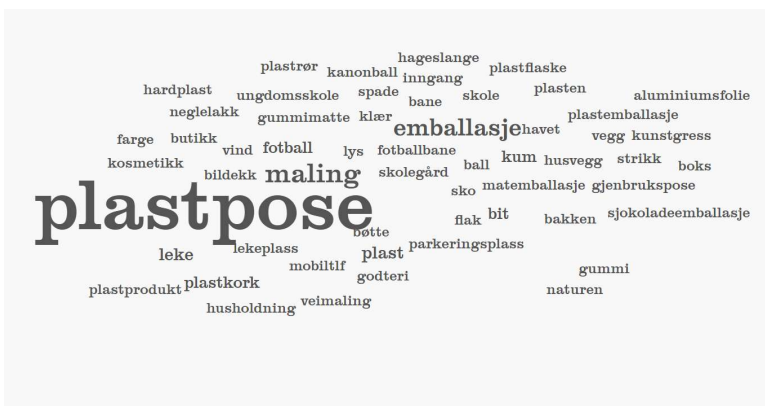 hageslange
plastrør kanonball inngang plastflaske
hardplast ungdomsskole spade bane skole plasten aluminiumsfolie
neglelakk gummimatte klær emballasje havet plastemballasje
farge butikk vind fotball lys fotballbane vegg kunstgress
kosmetikk bildekk maling skolegård ball kum husvegg strikk boks
plastpose sko matemballasje gjenbrukspose
bøtte flak bit bakken sjokoladeemballasje
leke lekeplass plast parkeringsplass
plastprodukt plastkork mobiltlf godteri gummi
husholdning veimaling naturen